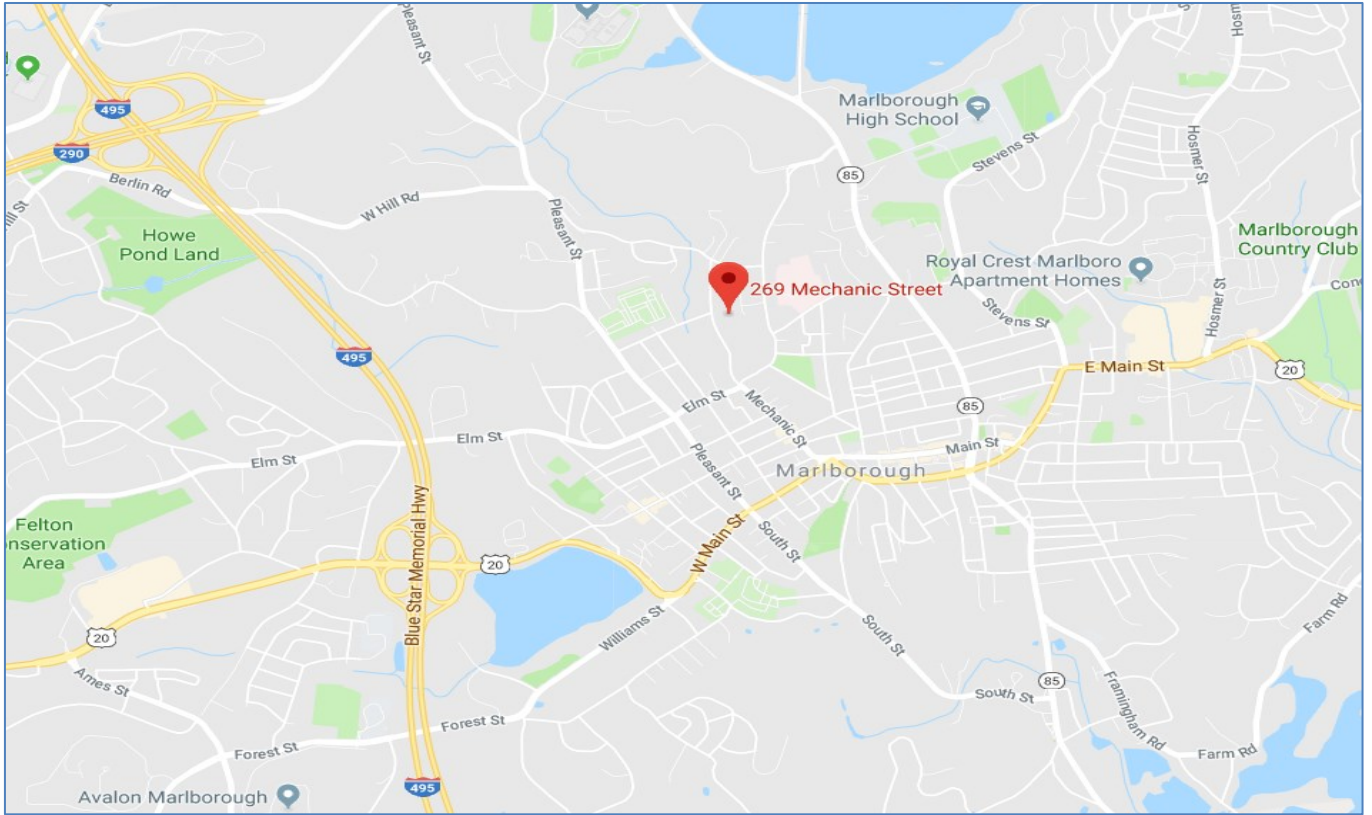 Pleasant St
Hosm
495
Marlborough
High School
Stevens St
Hosmer St
290
85
Berlin Rd
W Hill Rd
Pleasant St
Howe
Pond Land
Marlborough
Country Club
Royal Crest Marlboro
Apartment Homes
269 Mechanic Street
Stevens St
Hosmer St
495
E Main St
20
Elm St
Mechanic St
85
Elm St
Main St
Elm St
Marlborough
Pleasant St
Blue Star Memorial Hwy
W Main St
South St
Felton
onservation
Area
20
20
Williams St
South St
Farm Rd
Ames St
85
South St
Framingham Rd
Forest St
Forest St
Farm Rd
495
Avalon Marlborough